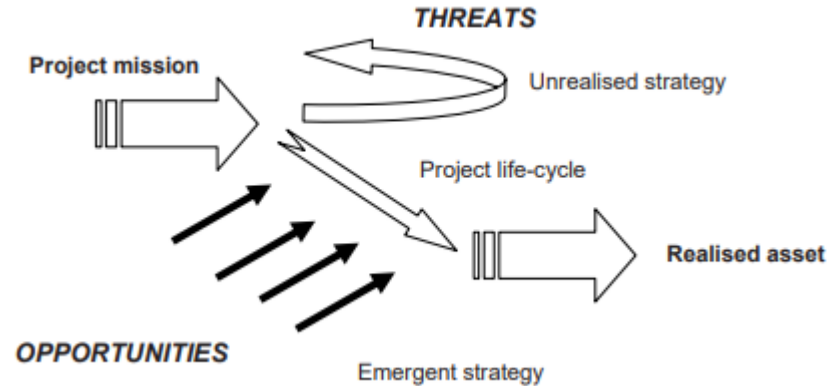 THREATS
Project mission
Unrealised strategy
Project life-cycle
Realised asset
OPPORTUNITIES
Emergent strategy